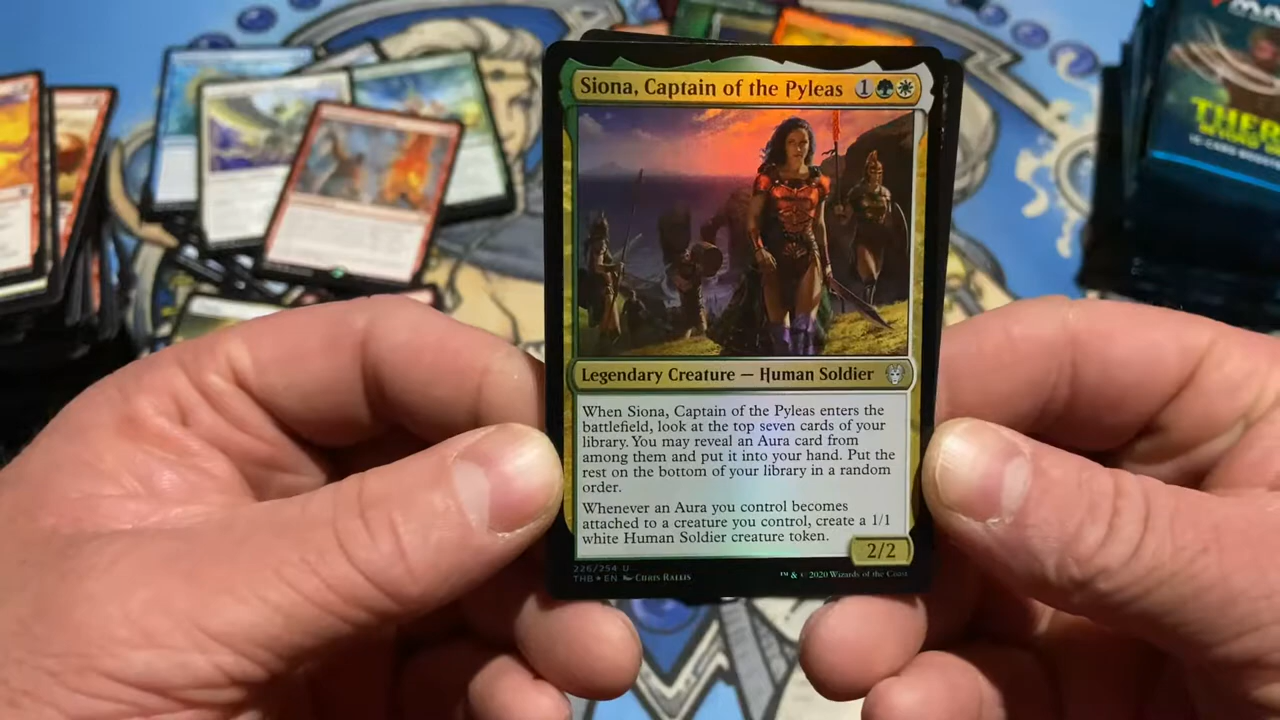 Siona, Captain of the Pyleas 1
Legendary Creature — Human Soldier
When Siona, Captain of the Pyleas enters the
battlefield, look at the top seven cards of your
library. You may reveal an Aura card from
among them and put it into your hand. Put the
rest on the bottom of your library in a random
order.
Whenever an Aura you control becomes
attached to a creature you control, create a 1/1
white Human Soldier creature token.
2/2
226/254 U
THB ★ EN Chris Rallis
™ & © 2020 Wizards of the Coast
THER